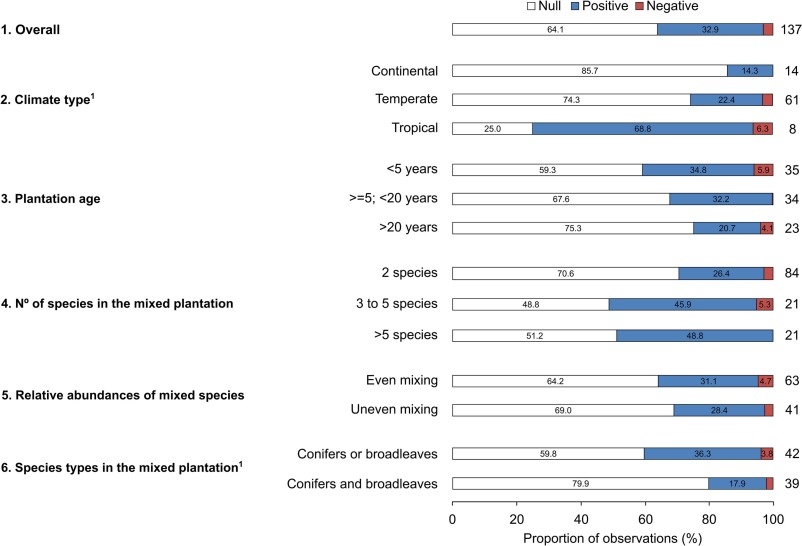 Null Positive Negative
1. Overall 64.1 32.9 137
Continental 85.7 14.3 14
2. Climate type1 Temperate 74.3 22.4 61
Tropical 25.0 68.8 6.3 8
<5 years 59.3 34.8 5.9 35
3. Plantation age >=5; <20 years 67.6 32.2 34
>20 years 75.3 20.7 4.1 23
2 species 70.6 26.4 84
4. Nº of species in the mixed plantation 3 to 5 species 48.8 45.9 5.3 21
>5 species 51.2 48.8 21
Even mixing 64.2 31.1 4.7 63
5. Relative abundances of mixed species
Uneven mixing 69.0 28.4 41
Conifers or broadleaves 59.8 36.3 3.8 42
6. Species types in the mixed plantation1
Conifers and broadleaves 79.9 17.9 39
0 20 40 60 80 100
Proportion of observations (%)